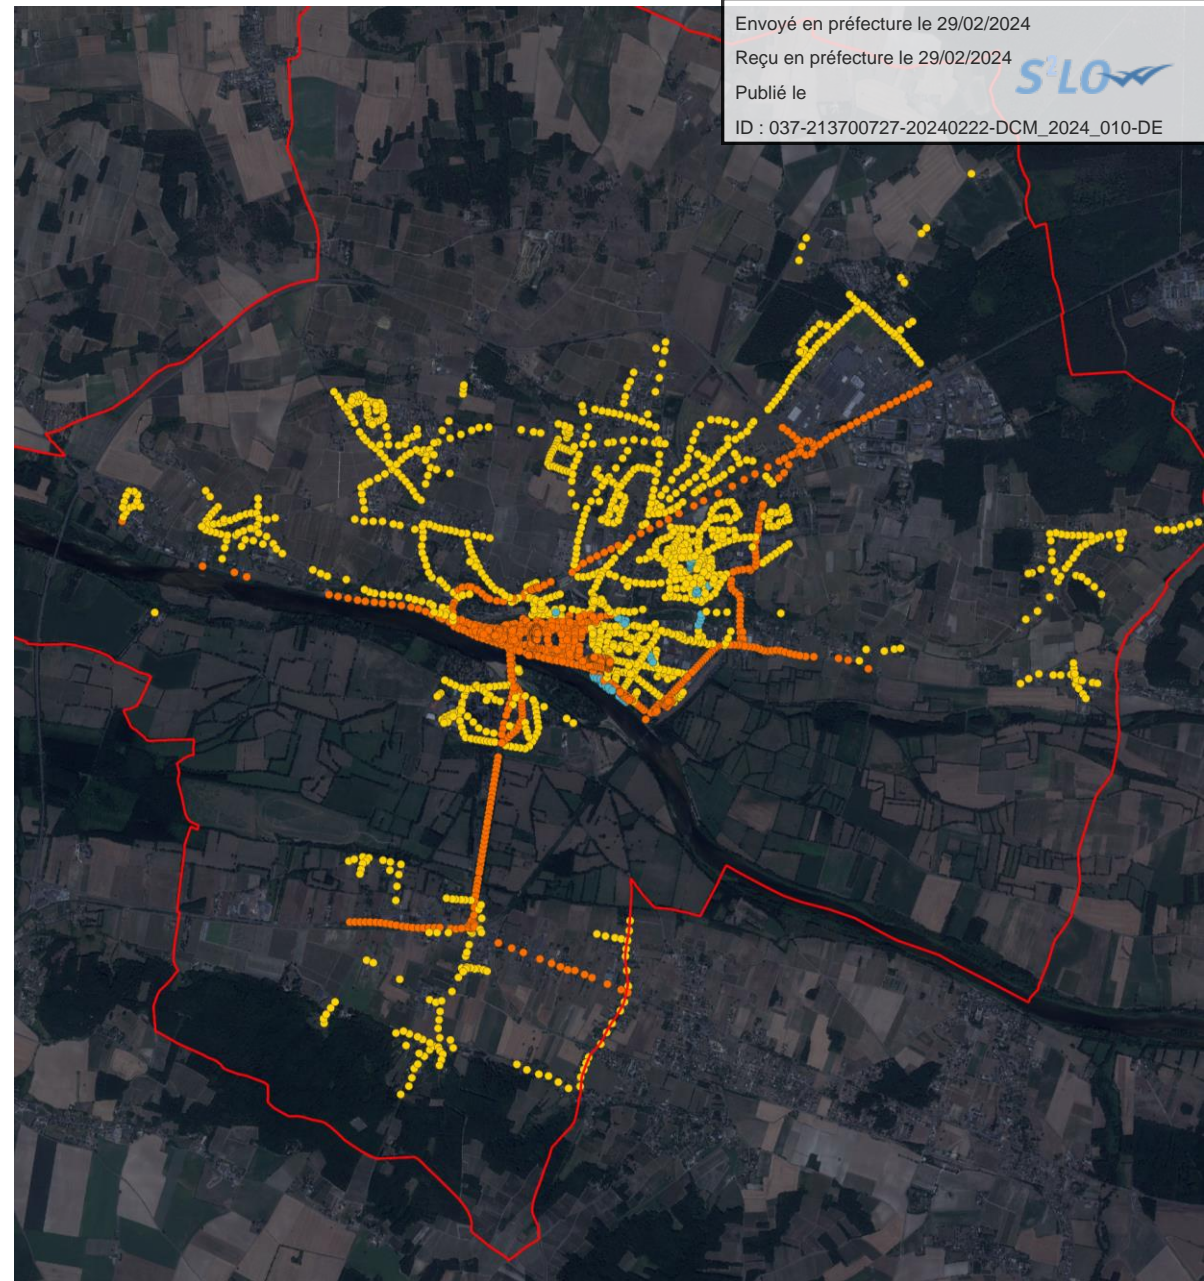 Envoyé en préfecture le 29/02/2024
Reçu en préfecture le 29/02/2024
S²LO
Publié le
ID : 037-213700727-20240222-DCM_2024_010-DE